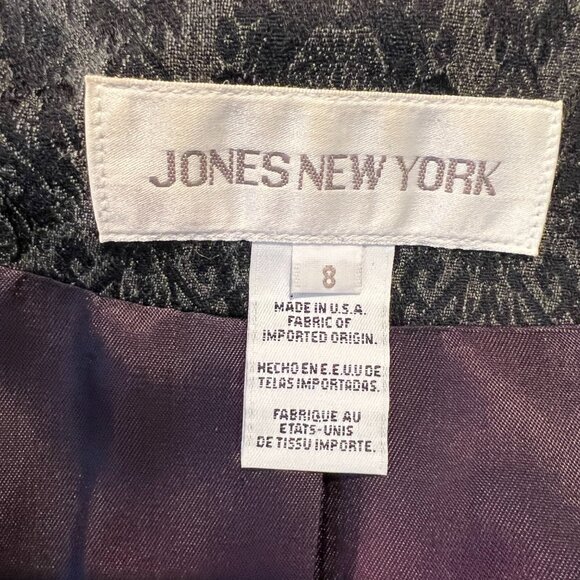 JONES NEW YORK
8
MADE IN U.S.A.
FABRIC OF
IMPORTED ORIGIN.
HECHO EN E.E.U.U DE
TELAS IMPORTADAS.
FABRIQUE AU
ETATS-UNIS
DE TISSU IMPORTE.